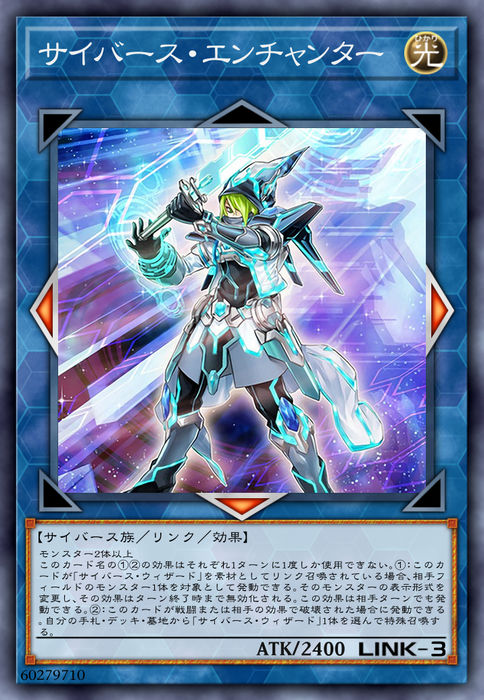 サイバース・エンチャンター
ひかり
光
【サイバース族／リンク／効果】
モンスター2体以上
このカード名の①②の効果はそれぞれ1ターンに1度しか使用できない。①:このカ
ードが「サイバース・ウィザード」を素材としてリンク召喚されている場合、相手フ
ィールドのモンスター1体を対象として発動できる。そのモンスターの表示形式を
変更し、その効果はターン終了時まで無効化される。この効果は相手ターンでも発
動できる。②:このカードが戦闘または相手の効果で破壊された場合に発動できる
。自分の手札・デッキ・墓地から「サイバース・ウィザード」1体を選んで特殊召喚す
る。
ATK/2400 LINK-3
60279710